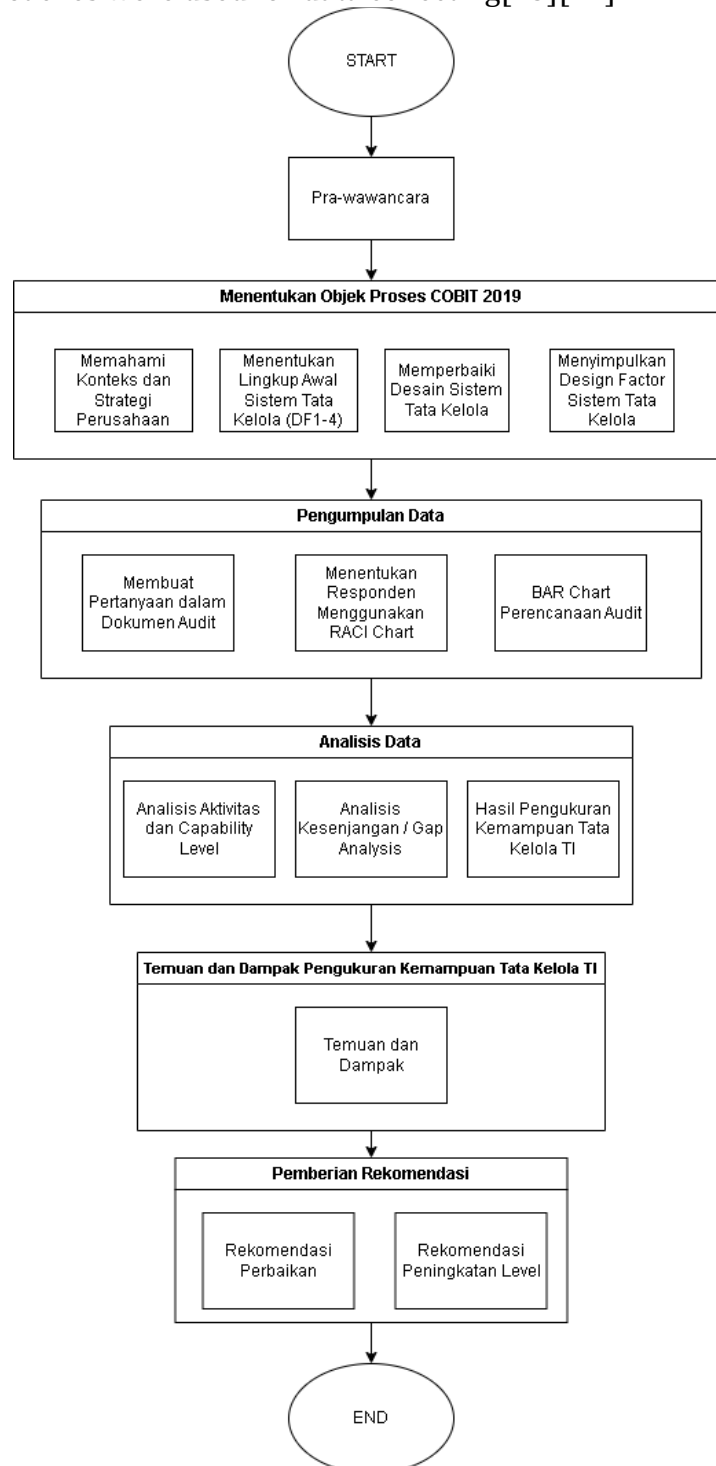 START
Pra-wawancara
Menentukan Objek Proses COBIT 2019
Memahami
Konteks dan
Strategi
Perusahaan
Menentukan
Lingkup Awal
Sistem Tata
Kelola (DF1-4)
Memperbaiki
Desain Sistem
Tata Kelola
Menyimpulkan
Design Factor
Sistem Tata
Kelola
Pengumpulan Data
Membuat
Pertanyaan dalam
Dokumen Audit
Menentukan
Responden
Menggunakan
RACI Chart
BAR Chart
Perencanaan Audit
Analisis Data
Analisis Aktivitas
dan Capability
Level
Analisis
Kesenjangan / Gap
Analysis
Hasil Pengukuran
Kemampuan Tata
Kelola TI
Temuan dan Dampak Pengukuran Kemampuan Tata Kelola TI
Temuan dan
Dampak
Pemberian Rekomendasi
Rekomendasi
Perbaikan
Rekomendasi
Peningkatan Level
END